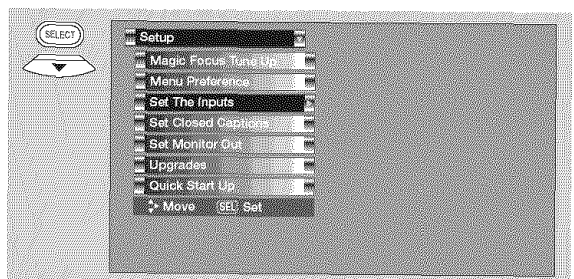 SELECT
Setup
Magic Focus Tune Up
Menu Preference
Set The Inputs
Set Closed Captions
Set Monitor Out
Upgrades
Quick Start Up
Move SEL Set